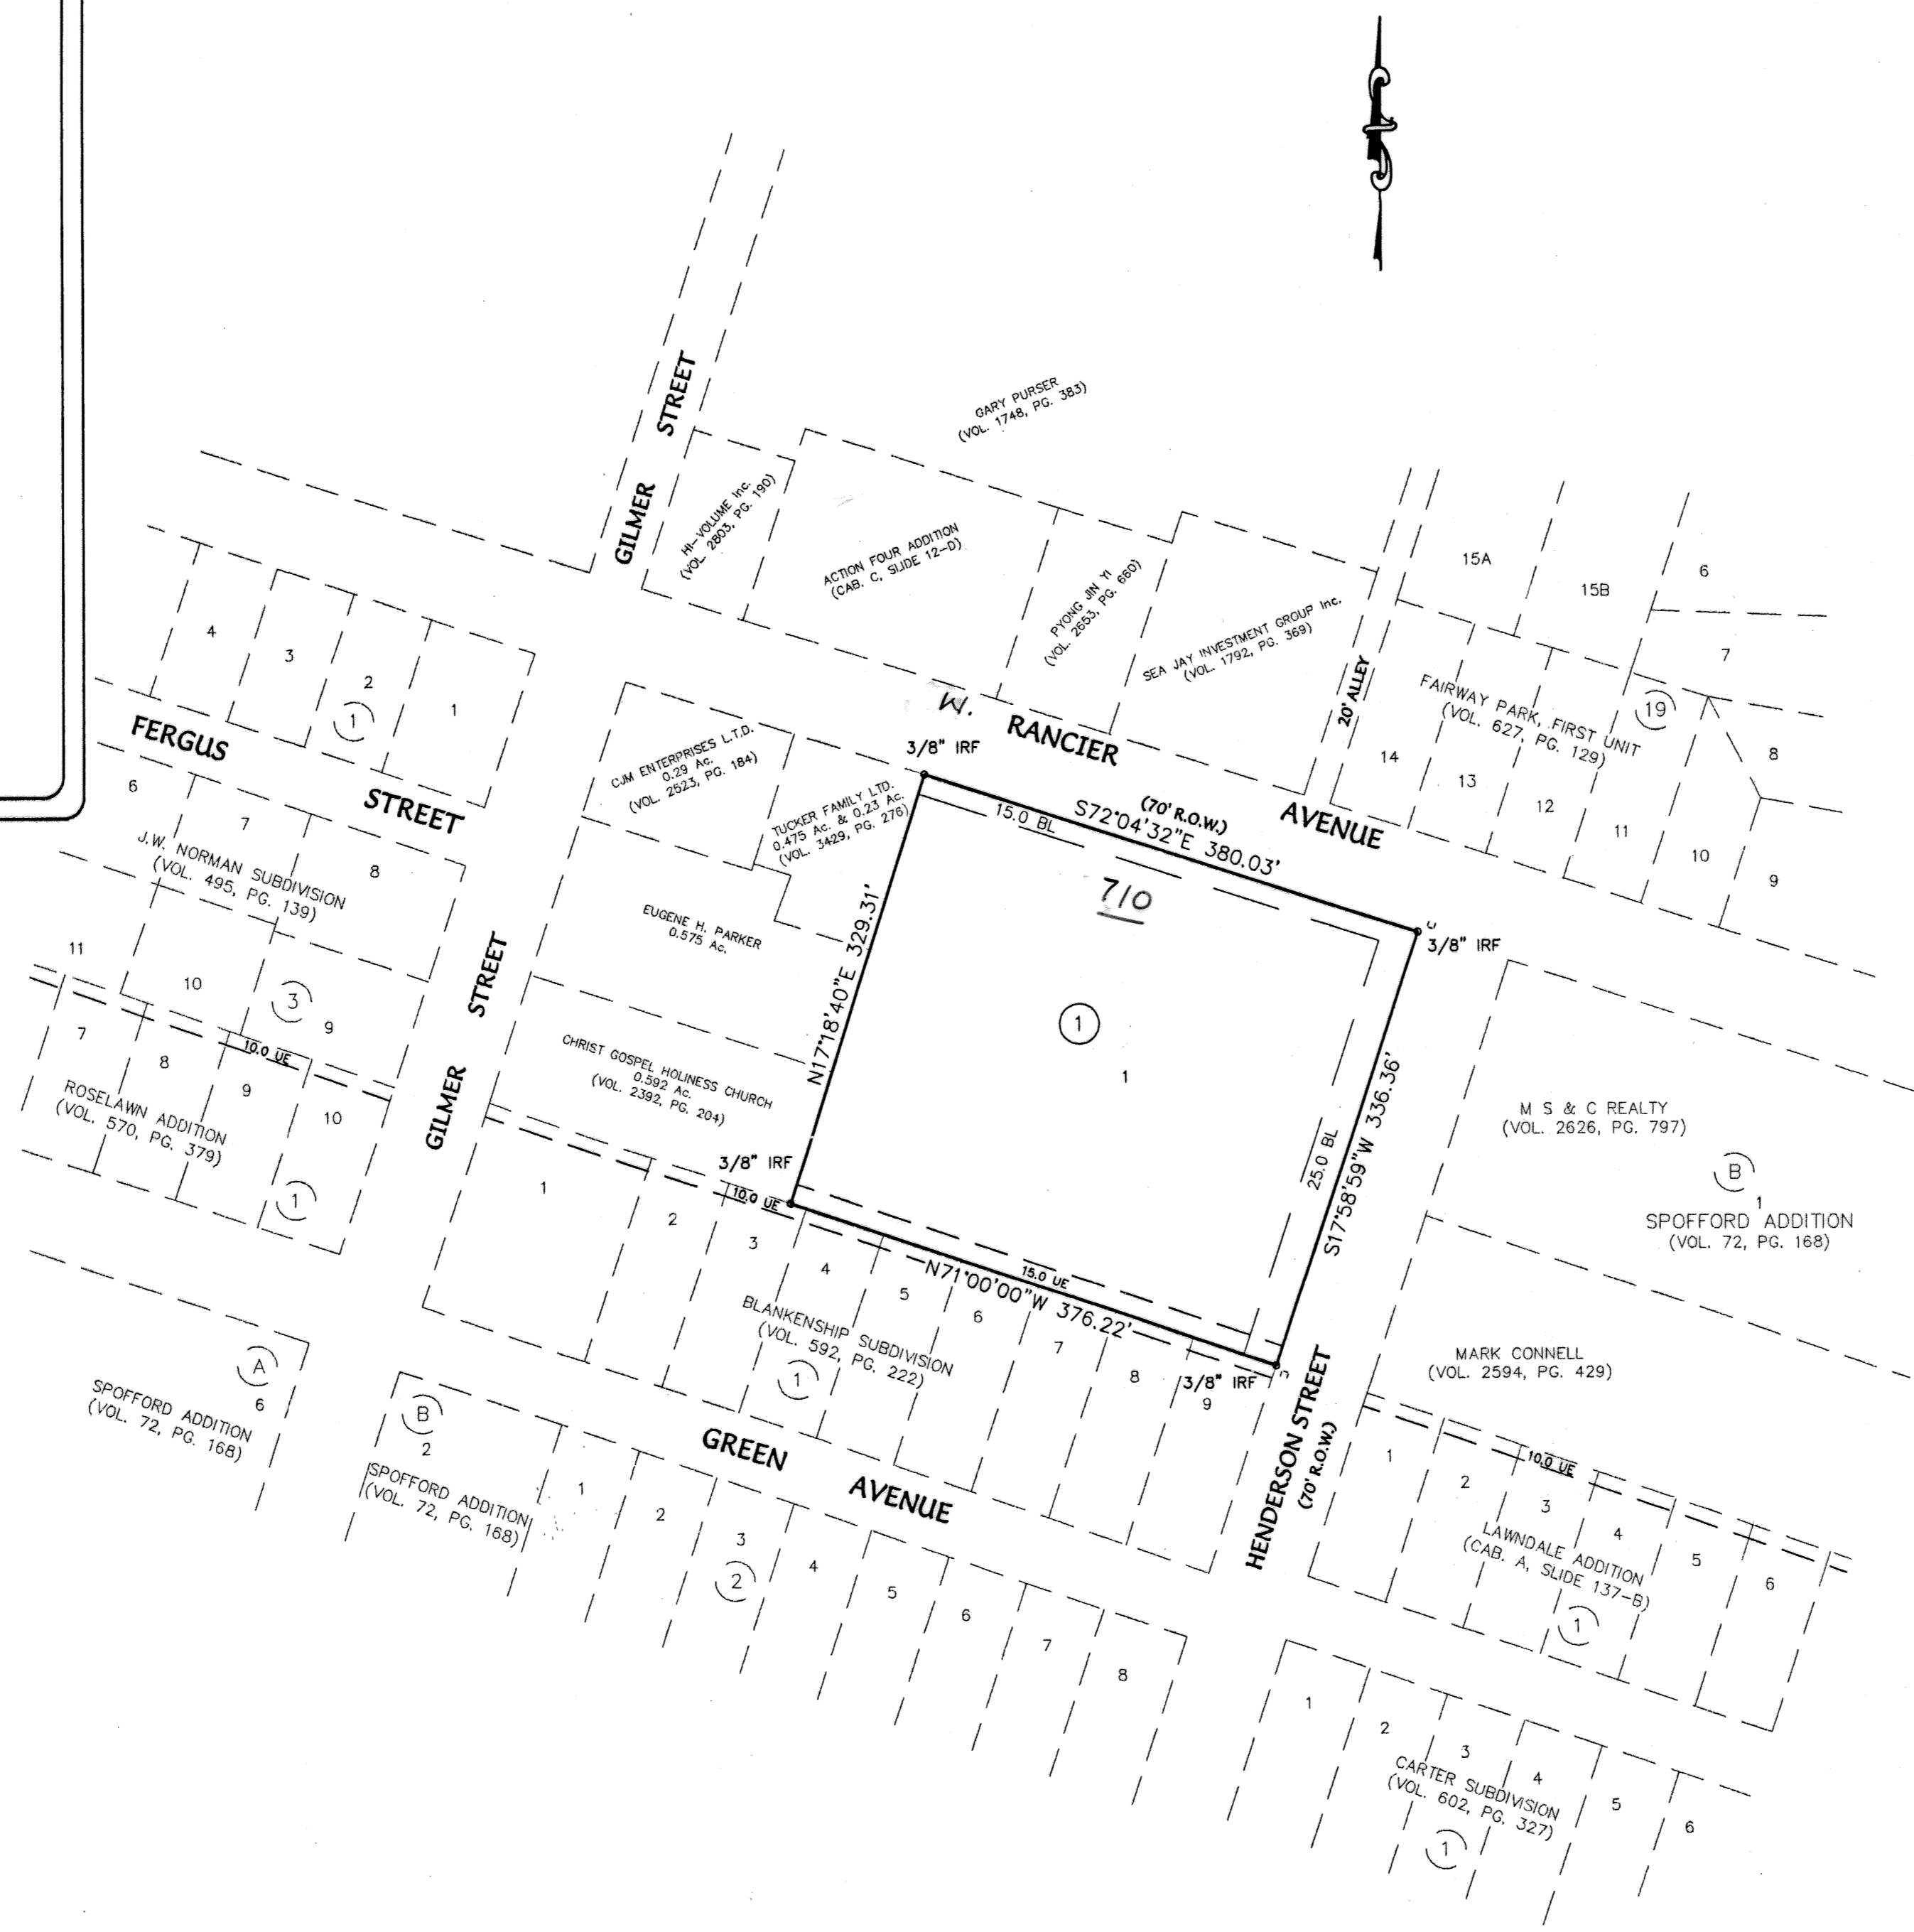 GARY PURSER
(VOL. 1748, PG. 383)
GILMER STREET
HI-VOLUME Inc.
(VOL. 2803, PG. 190)
ACTION FOUR ADDITION
(CAB. C, SLIDE 12-D)
PYONG JIN YI
(VOL. 2653, PG. 660)
SEA JAY INVESTMENT GROUP Inc.
(VOL. 1792, PG. 369)
20' ALLEY
15A
15B
6
7
8
FAIRWAY PARK, FIRST UNIT
(VOL. 627, PG. 129)
19
14
13
12
11
10
9
4
3
2
1
1
FERGUS STREET
W. RANCIER AVENUE
(70' R.O.W.)
CJM ENTERPRISES L.T.D.
0.29 Ac.
(VOL. 2523, PG. 184)
TUCKER FAMILY LTD.
0.475 Ac. & 0.23 Ac.
(VOL. 3429, PG. 276)
3/8" IRF
15.0 BL
S72°04'32"E 380.03'
710
3/8" IRF
6
7
8
J.W. NORMAN SUBDIVISION
(VOL. 495, PG. 139)
11
10
3
9
EUGENE H. PARKER
0.575 Ac.
N17°18'40"E 329.31'
1
1
25.0 BL
S17°58'59"W 336.36'
GILMER STREET
CHRIST GOSPEL HOLINESS CHURCH
0.592 Ac.
(VOL. 2392, PG. 204)
10.0 UE
7
8
9
10
ROSELAWN ADDITION
(VOL. 570, PG. 379)
1
M S & C REALTY
(VOL. 2626, PG. 797)
B
1
SPOFFORD ADDITION
(VOL. 72, PG. 168)
3/8" IRF
10.0 UE
15.0 UE
N71°00'00"W 376.22'
3/8" IRF
1
2
3
4
5
6
7
8
9
BLANKENSHIP SUBDIVISION
(VOL. 592, PG. 222)
1
HENDERSON STREET
(70' R.O.W.)
MARK CONNELL
(VOL. 2594, PG. 429)
A
6
SPOFFORD ADDITION
(VOL. 72, PG. 168)
B
2
SPOFFORD ADDITION
(VOL. 72, PG. 168)
GREEN AVENUE
1
2
3
2
4
5
6
7
8
10.0 UE
1
2
3
4
5
6
LAWNDALE ADDITION
(CAB. A, SLIDE 137-B)
1
1
2
3
4
5
6
CARTER SUBDIVISION
(VOL. 602, PG. 327)
1